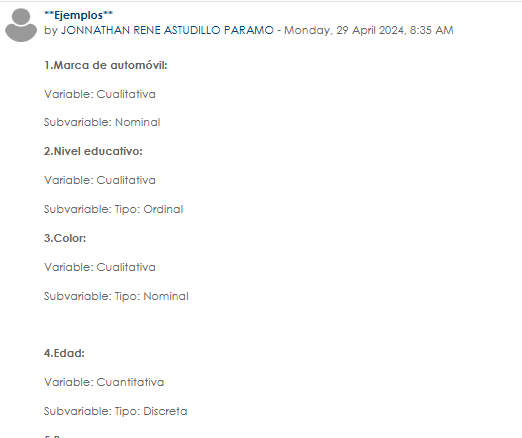 **Ejemplos**
by JONNATHAN RENE ASTUDILLO PARAMO - Monday, 29 April 2024, 8:35 AM
1.Marca de automóvil:
Variable: Cualitativa
Subvariable: Nominal
2.Nivel educativo:
Variable: Cualitativa
Subvariable: Tipo: Ordinal
3.Color:
Variable: Cualitativa
Subvariable: Tipo: Nominal
4.Edad:
Variable: Cuantitativa
Subvariable: Tipo: Discreta